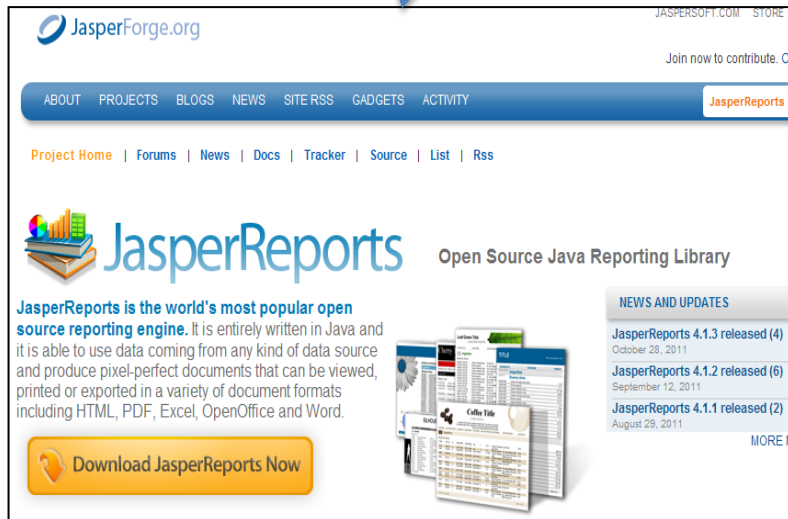 JASPERSOFT.COM STORE
JasperForge.org
Join now to contribute.
ABOUT PROJECTS BLOGS NEWS SITE RSS GADGETS ACTIVITY
JasperReports
Project Home | Forums | News | Docs | Tracker | Source | List | Rss
JasperReports
Open Source Java Reporting Library
JasperReports is the world's most popular open
source reporting engine. It is entirely written in Java and
it is able to use data coming from any kind of data source
and produce pixel-perfect documents that can be viewed,
printed or exported in a variety of document formats
including HTML, PDF, Excel, OpenOffice and Word.
Download JasperReports Now
TITLE
Cherry
Coffee Title
NEWS AND UPDATES
JasperReports 4.1.3 released (4)
October 28, 2011
JasperReports 4.1.2 released (6)
September 12, 2011
JasperReports 4.1.1 released (2)
August 29, 2011
MORE